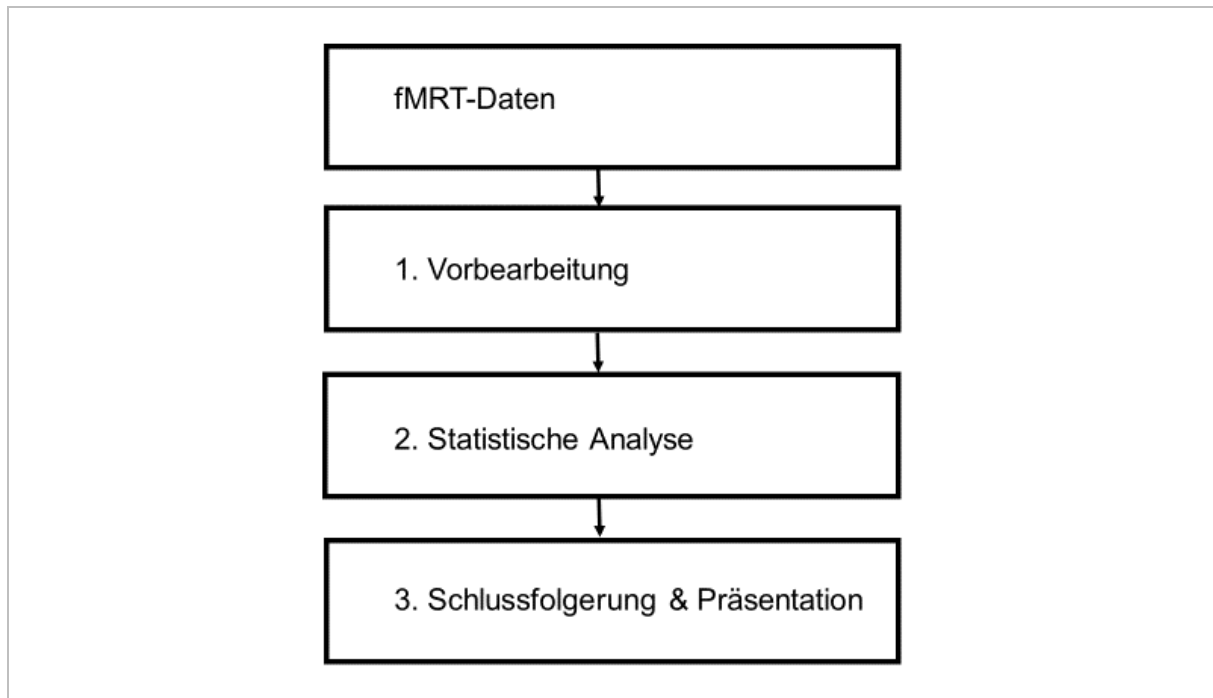 fMRT-Daten
1. Vorbearbeitung
2. Statistische Analyse
3. Schlussfolgerung & Präsentation